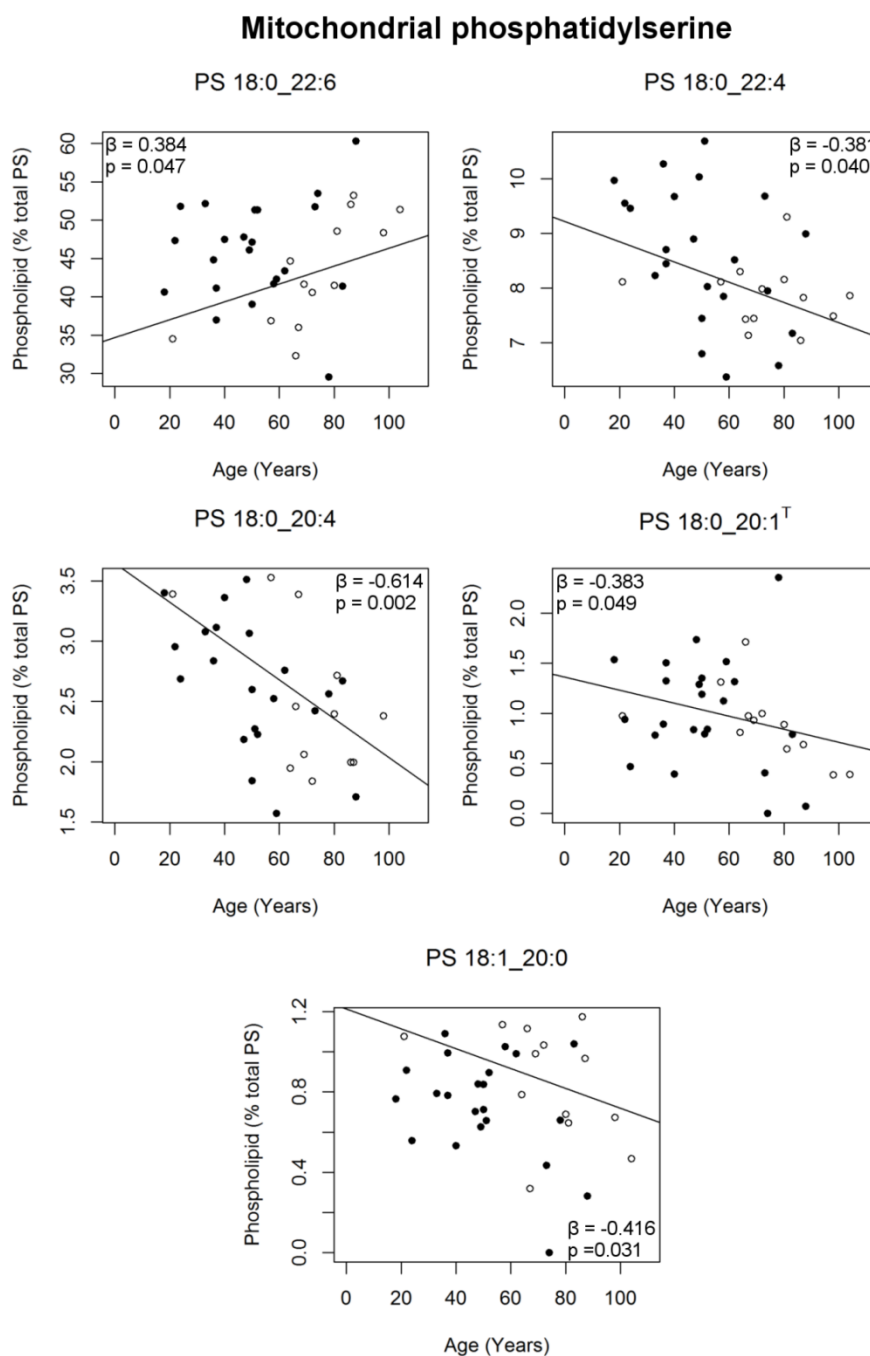 Mitochondrial phosphatidylserine
PS 18:0_22:6
Phospholipid (% total PS)
60
55
50
45
40
35
30
β = 0.384
p = 0.047
0 20 40 60 80 100
Age (Years)
PS 18:0_22:4
Phospholipid (% total PS)
10
9
8
7
β = -0.381
p = 0.040
0 20 40 60 80 100
Age (Years)
PS 18:0_20:4
Phospholipid (% total PS)
3.5
3.0
2.5
2.0
1.5
β = -0.614
p = 0.002
0 20 40 60 80 100
Age (Years)
PS 18:0_20:1ᵀ
Phospholipid (% total PS)
2.0
1.5
1.0
0.5
0.0
β = -0.383
p = 0.049
0 20 40 60 80 100
Age (Years)
PS 18:1_20:0
Phospholipid (% total PS)
1.2
0.8
0.4
0.0
β = -0.416
p =0.031
0 20 40 60 80 100
Age (Years)